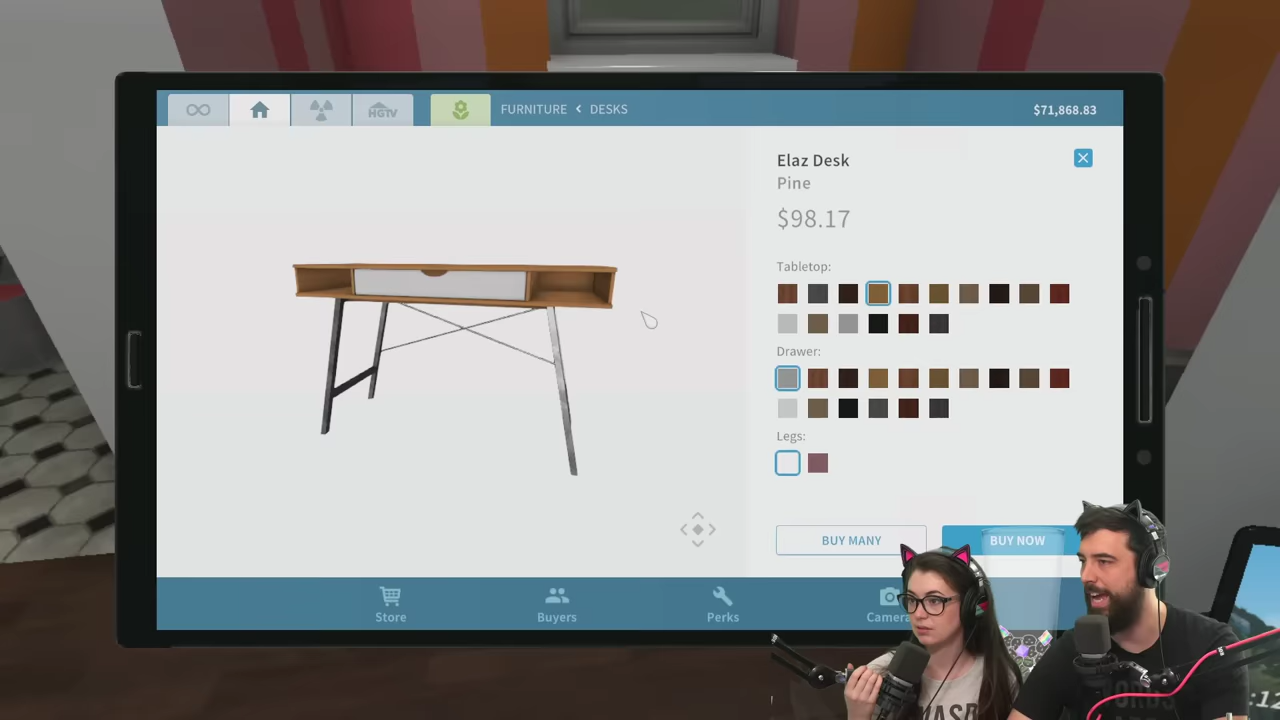 HGTV
FURNITURE < DESKS
$71,868.83
Elaz Desk
Pine
$98.17
Tabletop:
Drawer:
Legs:
BUY MANY
BUY NOW
Store
Buyers
Perks
Camera